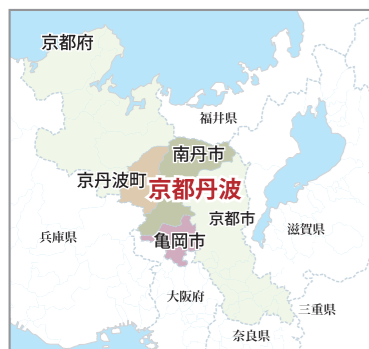 京都府
福井県
南丹市
京丹波町
京都丹波
京都市
兵庫県
亀岡市
滋賀県
大阪府
三重県
奈良県